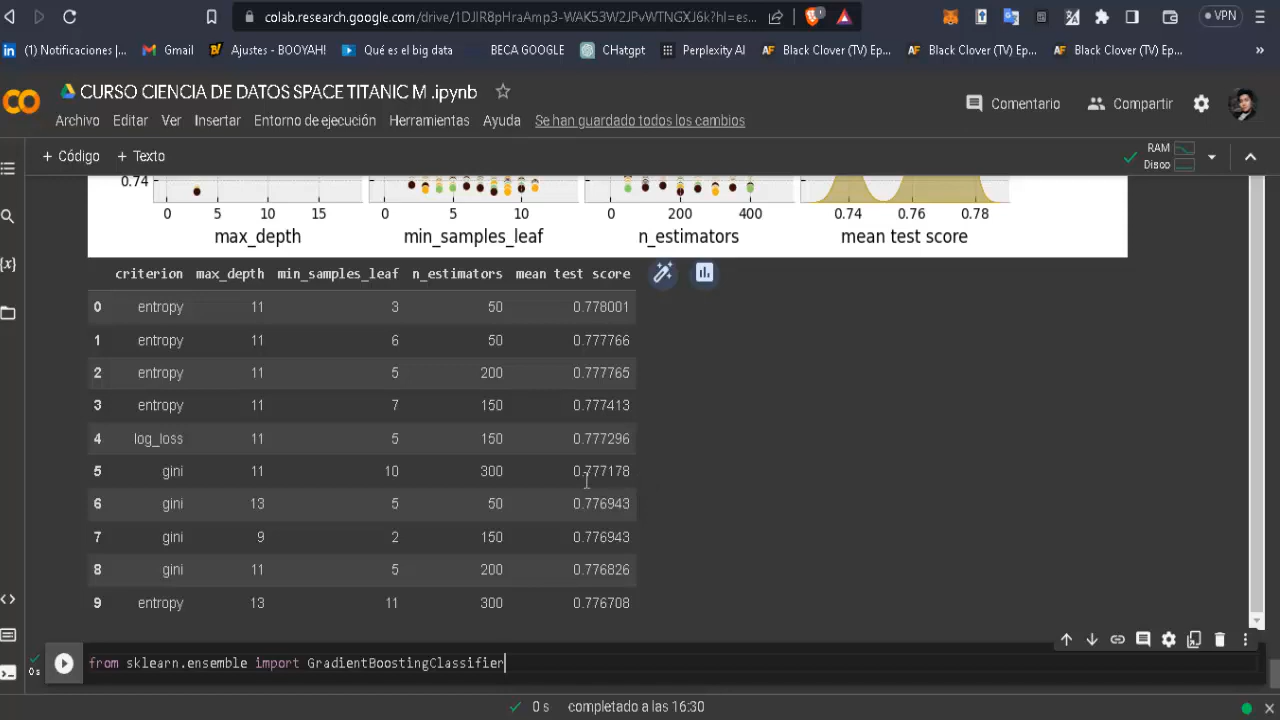 colab.research.google.com/drive/1DJIR8pHraAmp3-WAK53W2JPvWTNGXJ6k?hl=es...
VPN
(1) Notificaciones |...
Gmail
Ajustes - BOOYAH!
Qué es el big data
BECA GOOGLE
CHAtgpt
Perplexity AI
Black Clover (TV) Ep...
Black Clover (TV) Ep...
Black Clover (TV) Ep...
»
CURSO CIENCIA DE DATOS SPACE TITANIC M .ipynb
Comentario
Compartir
Archivo Editar Ver Insertar Entorno de ejecución Herramientas Ayuda Se han guardado todos los cambios
+ Código + Texto
RAM
Disco
0.74
0 5 10 15 0 5 10 0 200 400 0.74 0.76 0.78
max_depth min_samples_leaf n_estimators mean test score
criterion max_depth min_samples_leaf n_estimators mean test score
0 entropy 11 3 50 0.778001
1 entropy 11 6 50 0.777766
2 entropy 11 5 200 0.777765
3 entropy 11 7 150 0.777413
4 log_loss 11 5 150 0.777296
5 gini 11 10 300 0.777178
6 gini 13 5 50 0.776943
7 gini 9 2 150 0.776943
8 gini 11 5 200 0.776826
9 entropy 13 11 300 0.776708
from sklearn.ensemble import GradientBoostingClassifier
0 s
0 s completado a las 16:30